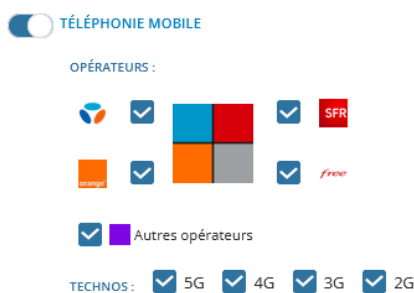 TÉLÉPHONIE MOBILE
OPÉRATEURS :
SFR
orange
free
Autres opérateurs
TECHNOS : 5G 4G 3G 2G